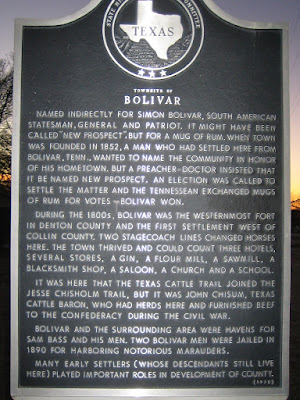 STATE HISTORICAL SURVEY COMMITTEE
TEXAS
TOWNSITE OF
BOLIVAR
NAMED INDIRECTLY FOR SIMON BOLIVAR, SOUTH AMERICAN
STATESMAN, GENERAL AND PATRIOT. IT MIGHT HAVE BEEN
CALLED "NEW PROSPECT", BUT FOR A MUG OF RUM. WHEN TOWN
WAS FOUNDED IN 1852, A MAN WHO HAD SETTLED HERE FROM
BOLIVAR, TENN., WANTED TO NAME THE COMMUNITY IN HONOR
OF HIS HOMETOWN. BUT A PREACHER-DOCTOR INSISTED THAT
IT BE NAMED NEW PROSPECT. AN ELECTION WAS CALLED TO
SETTLE THE MATTER AND THE TENNESSEAN EXCHANGED MUGS
OF RUM FOR VOTES - BOLIVAR WON.
DURING THE 1800s, BOLIVAR WAS THE WESTERNMOST FORT
IN DENTON COUNTY AND THE FIRST SETTLEMENT WEST OF
COLLIN COUNTY. TWO STAGECOACH LINES CHANGED HORSES
HERE. THE TOWN THRIVED AND COULD COUNT THREE HOTELS,
SEVERAL STORES, A GIN, A FLOUR MILL, A SAWMILL, A
BLACKSMITH SHOP, A SALOON, A CHURCH AND A SCHOOL.
IT WAS HERE THAT THE TEXAS CATTLE TRAIL JOINED THE
JESSE CHISHOLM TRAIL, BUT IT WAS JOHN CHISUM, TEXAS
CATTLE BARON, WHO HAD HERDS HERE AND FURNISHED BEEF
TO THE CONFEDERACY DURING THE CIVIL WAR.
BOLIVAR AND THE SURROUNDING AREA WERE HAVENS FOR
SAM BASS AND HIS MEN. TWO BOLIVAR MEN WERE JAILED IN
1890 FOR HARBORING NOTORIOUS MARAUDERS.
MANY EARLY SETTLERS (WHOSE DESCENDANTS STILL LIVE
HERE) PLAYED IMPORTANT ROLES IN DEVELOPMENT OF COUNTY.
(1970)